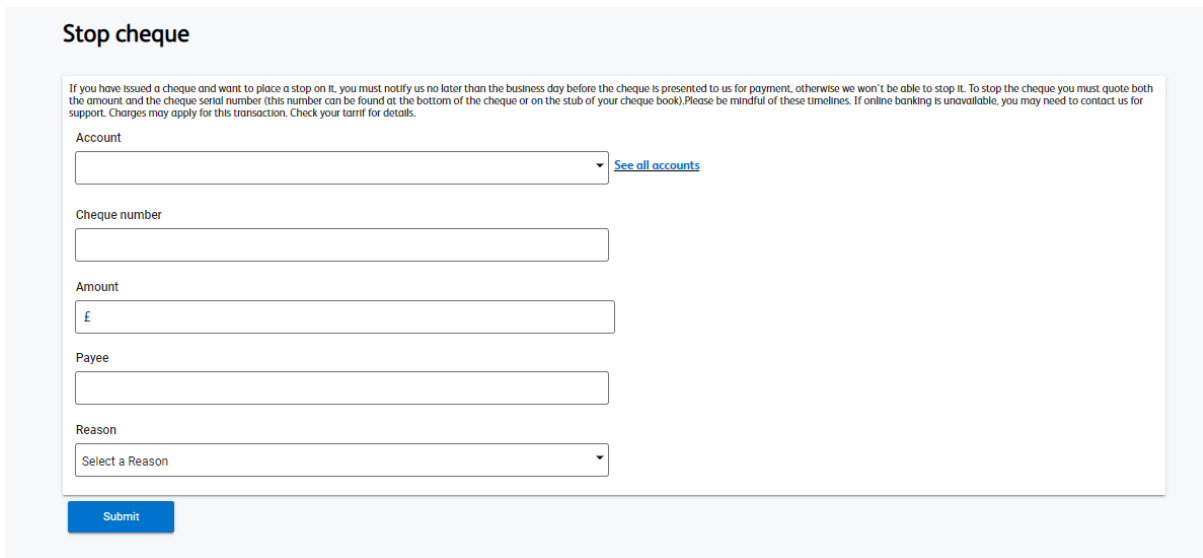 Stop cheque
If you have issued a cheque and want to place a stop on it, you must notify us no later than the business day before the cheque is presented to us for payment, otherwise we won't be able to stop it. To stop the cheque you must quote both
the amount and the cheque serial number (this number can be found at the bottom of the cheque or on the stub of your cheque book).Please be mindful of these timelines. If online banking is unavailable, you may need to contact us for
support. Charges may apply for this transaction. Check your tarrif for details.
Account
See all accounts
Cheque number
Amount
£
Payee
Reason
Select a Reason
Submit